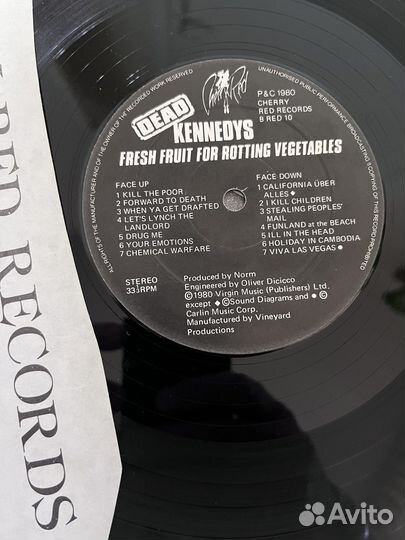 RED RECORDS
ALL RIGHTS OF THE MANUFACTURER AND OF THE OWNER OF THE RECORDED WORK RESERVED
UNAUTHORISED PUBLIC PERFORMANCE BROADCASTING & COPYING OF THIS RECORD PROHIBITED
Cherry Red
P&C 1980
CHERRY
RED RECORDS
B RED 10
DEAD
KENNEDYS
FRESH FRUIT FOR ROTTING VEGETABLES
FACE UP
1 KILL THE POOR
2 FORWARD TO DEATH
3 WHEN YA GET DRAFTED
4 LET'S LYNCH THE
LANDLORD
5 DRUG ME
6 YOUR EMOTIONS
7 CHEMICAL WARFARE
FACE DOWN
1 CALIFORNIA ÜBER
ALLES ◆
2 I KILL CHILDREN
3 STEALING PEOPLES'
MAIL
4 FUNLAND at the BEACH
5 ILL IN THE HEAD
6 HOLIDAY IN CAMBODIA
7 VIVA LAS VEGAS ●
STEREO
33⅓RPM
Produced by Norm
Engineered by Oliver Dicicco
©1980 Virgin Music (Publishers) Ltd.
except ◆ ©Sound Diagrams and ● ©
Carlin Music Corp.
Manufactured by Vineyard
Productions
Avito